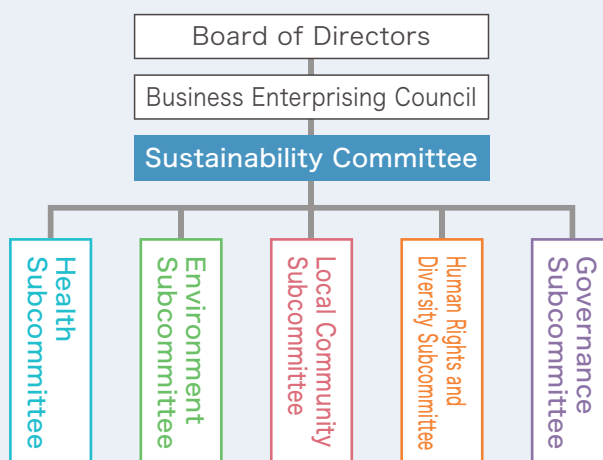 Board of Directors
Business Enterprising Council
Sustainability Committee
Health
Subcommittee
Environment
Subcommittee
Local Community
Subcommittee
Human Rights and
Diversity Subcommittee
Governance
Subcommittee